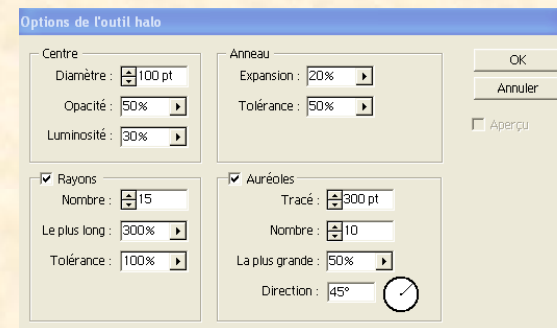 Options de l'outil halo
Centre
Diamètre : 100 pt
Opacité : 50%
Luminosité : 30%
Anneau
Expansion : 20%
Tolérance : 50%
OK
Annuler
Aperçu
Rayons
Nombre : 15
Le plus long : 300%
Tolérance : 100%
Auréoles
Tracé : 300 pt
Nombre : 10
La plus grande : 50%
Direction : 45°